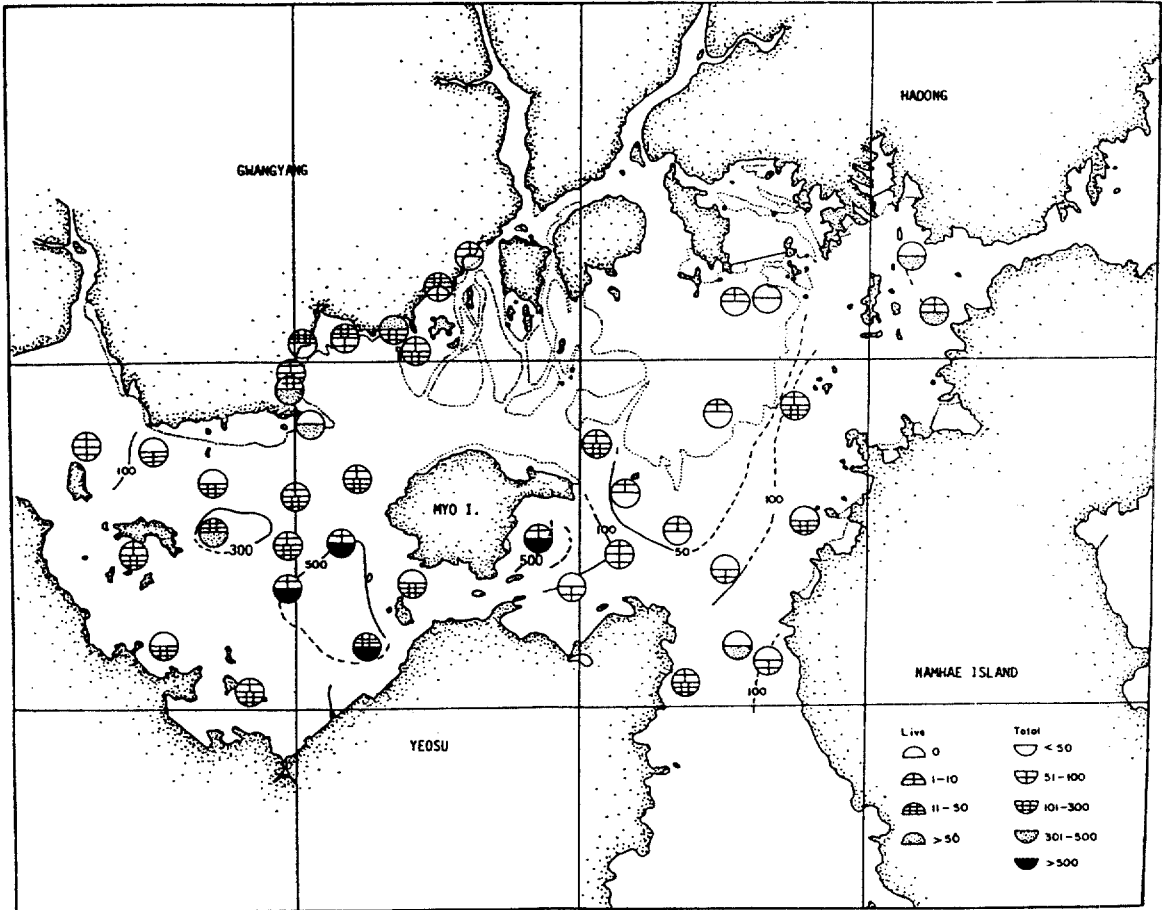 HADONG
GWANGYANG
100
MYO I.
100
100
50
300
500
500
NAMHAE ISLAND
100
YEOSU
Live Total
0 < 50
1-10 51-100
11-50 101-300
>50 301-500
>500